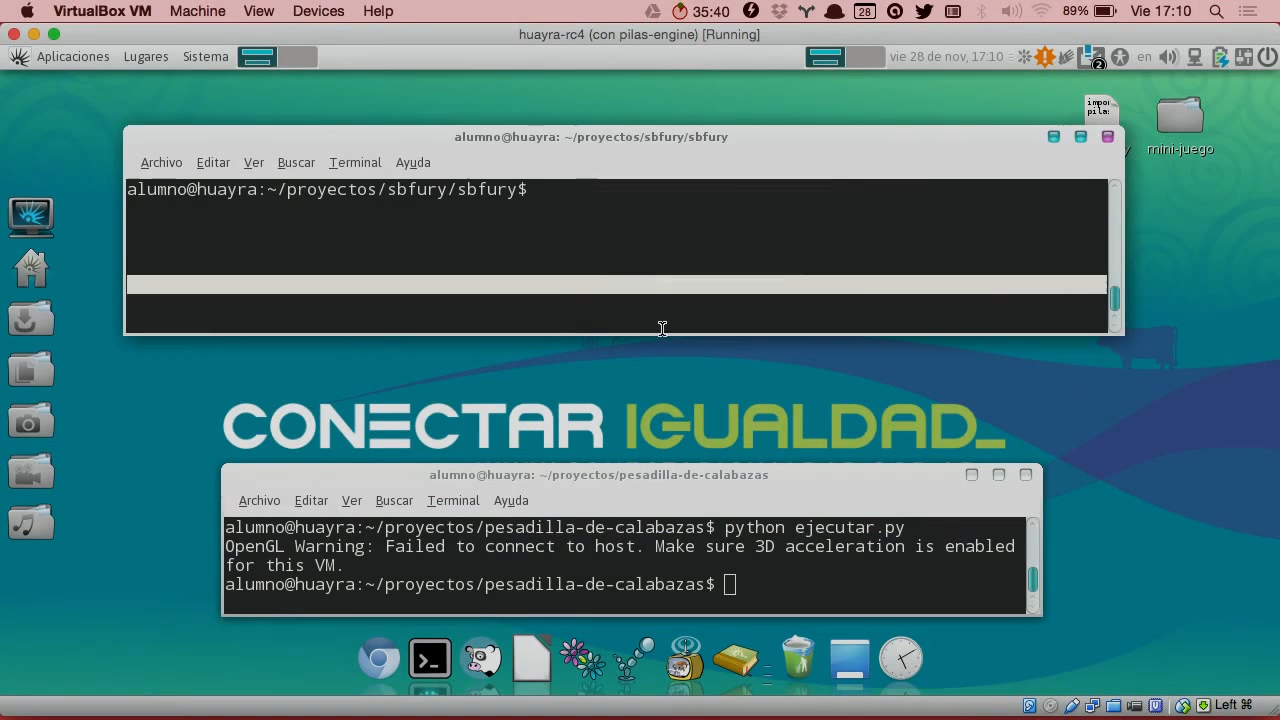 VirtualBox VM Machine View Devices Help 35:40 28 89% Vie 17:10
huayra-rc4 (con pilas-engine) [Running]
Aplicaciones Lugares Sistema vie 28 de nov, 17:10 2 en
impor
pilas
mini-juego
alumno@huayra: ~/proyectos/sbfury/sbfury
Archivo Editar Ver Buscar Terminal Ayuda
alumno@huayra:~/proyectos/sbfury/sbfury$
CONECTAR IGUALDAD_
alumno@huayra: ~/proyectos/pesadilla-de-calabazas
Archivo Editar Ver Buscar Terminal Ayuda
alumno@huayra:~/proyectos/pesadilla-de-calabazas$ python ejecutar.py
OpenGL Warning: Failed to connect to host. Make sure 3D acceleration is enabled
for this VM.
alumno@huayra:~/proyectos/pesadilla-de-calabazas$
Left ⌘